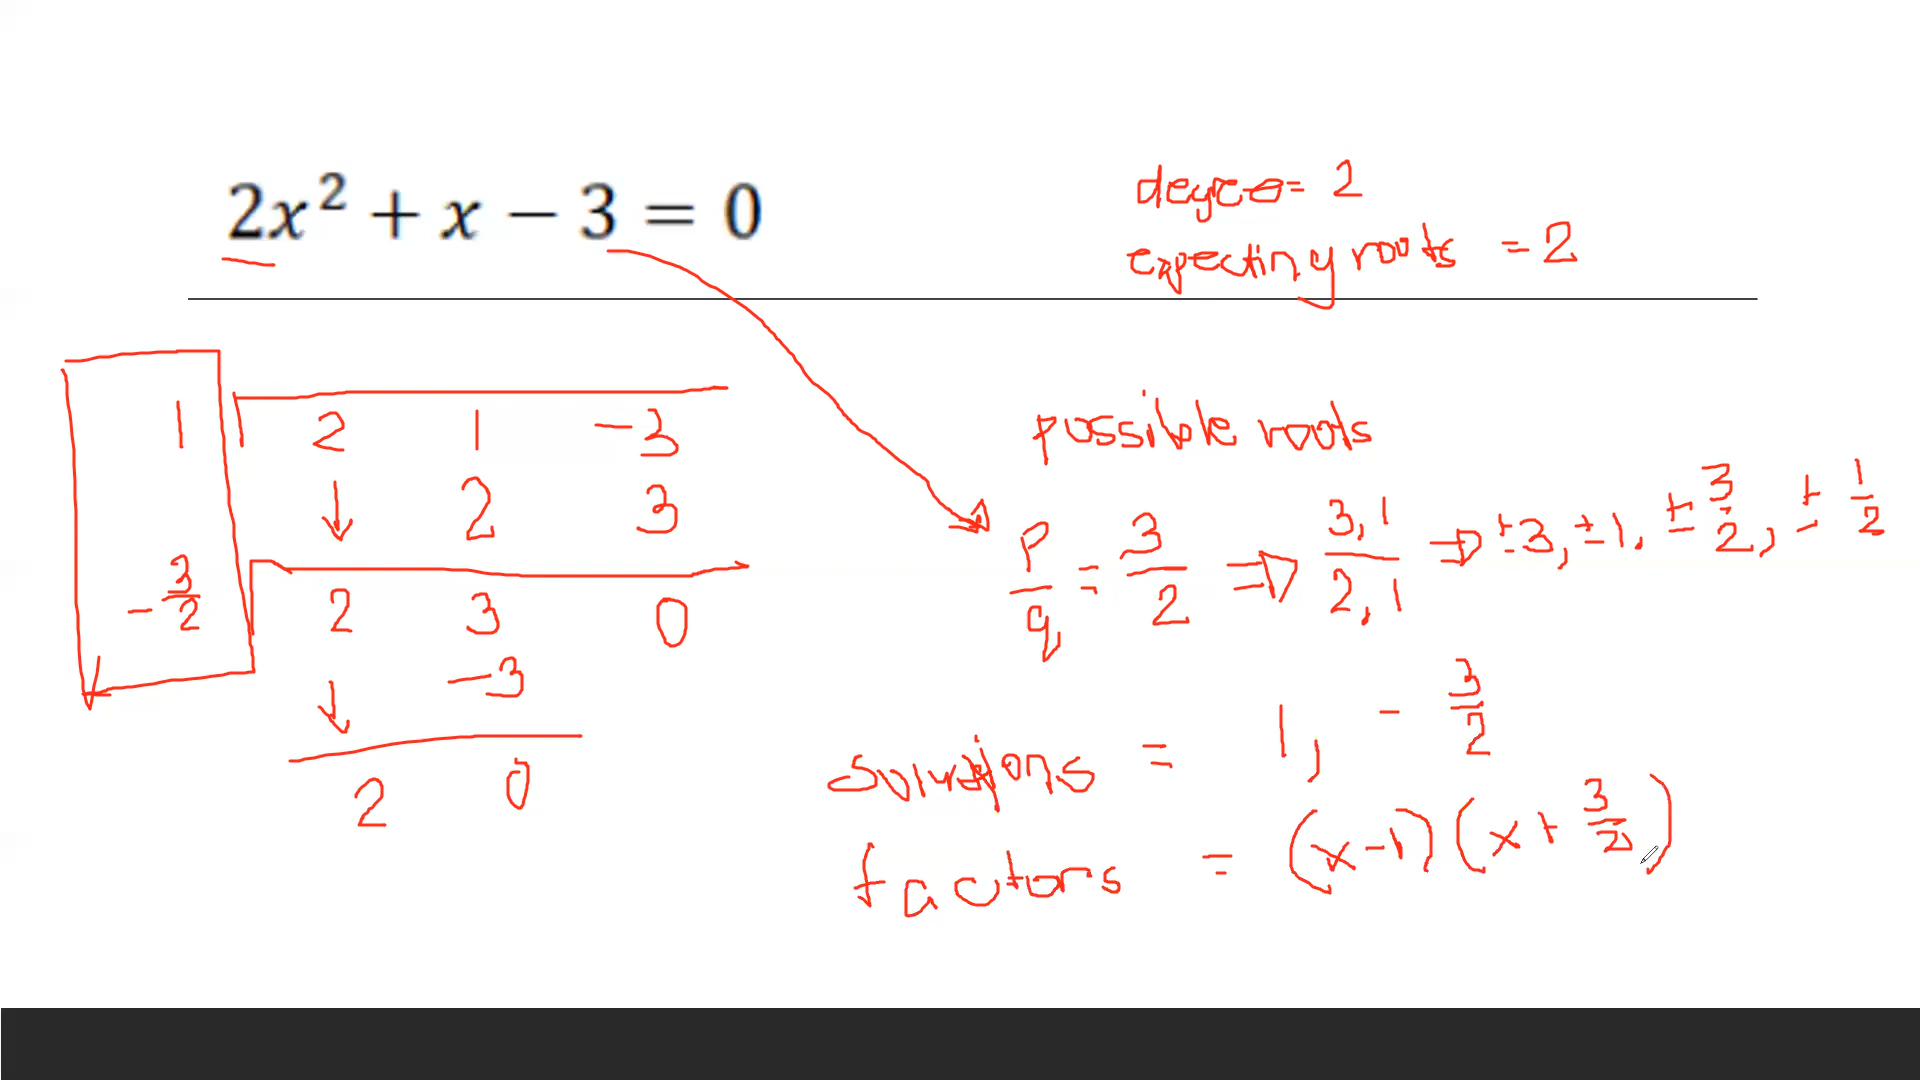 2x² + x − 3 = 0
degree = 2
expecting roots = 2
1 | 2 1 −3
↓ 2 3
−3/2 | 2 3 0
↓ −3
2 0
possible roots
p/q = 3/2 ⇒ 3,1/2,1 ⇒ ±3, ±1, ±3/2, ±1/2
solutions = 1, −3/2
factors = (x−1)(x+3/2)